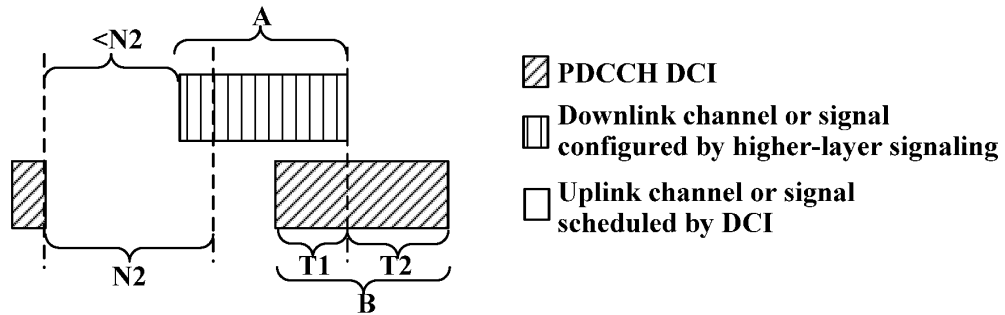 A
<N2
PDCCH DCI
Downlink channel or signal
configured by higher-layer signaling
Uplink channel or signal
scheduled by DCI
N2
T1
T2
B